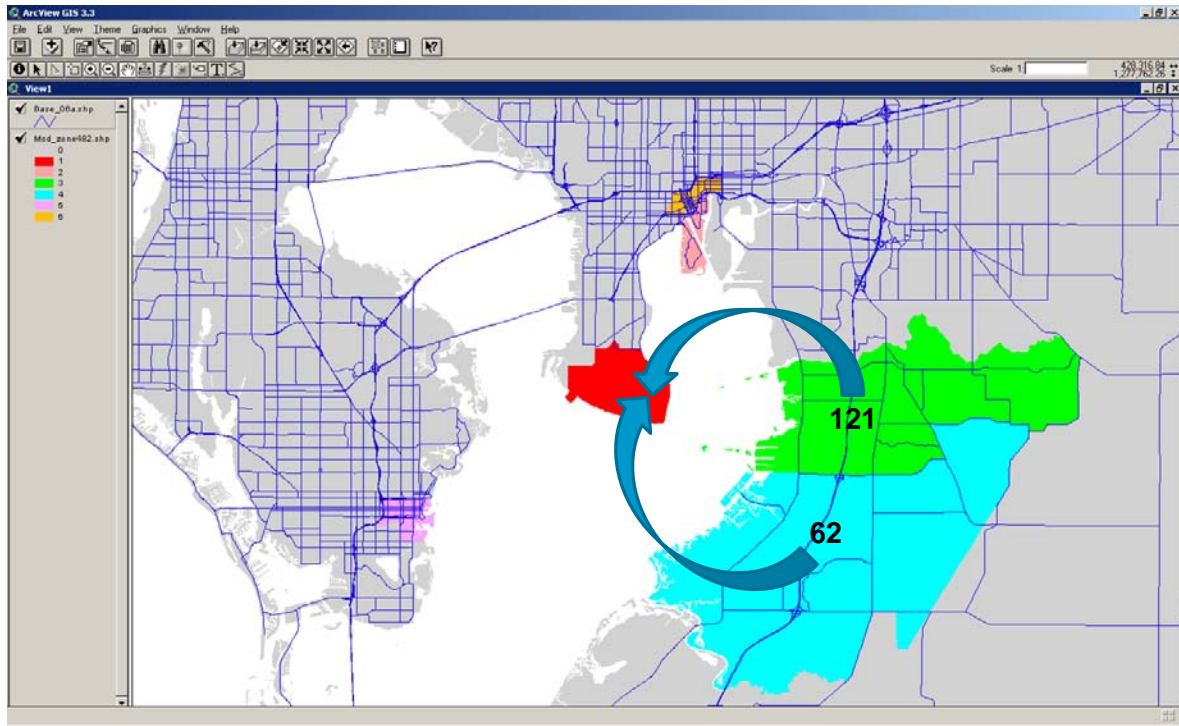 ArcView GIS 3.3
File Edit View Theme Graphics Window Help
Scale 1:
428,316.84
1,277,762.26
View1
Base_06a.shp
Mod_zone482.shp
0
1
2
3
4
5
6
121
62